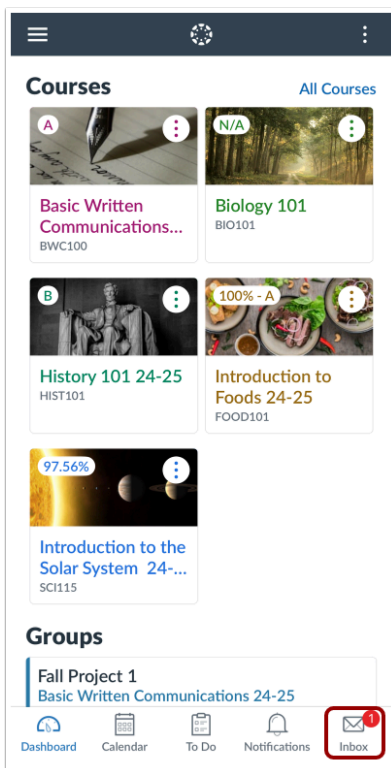 Courses
All Courses
A
N/A
Basic Written
Communications...
BWC100
Biology 101
BIO101
B
100% - A
History 101 24-25
HIST101
Introduction to
Foods 24-25
FOOD101
97.56%
Introduction to the
Solar System 24-...
SCI115
Groups
Fall Project 1
Basic Written Communications 24-25
1
Dashboard
Calendar
To Do
Notifications
Inbox